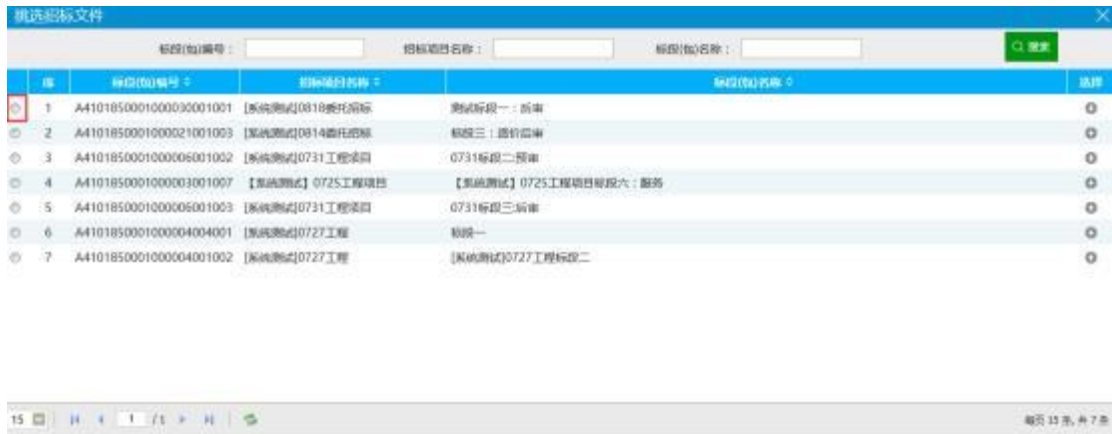 挑选招标文件
标段(包)编号： 招标项目名称： 标段(包)名称： 搜索
序 标段(包)编号 招标项目名称 标段(包)名称 选择
1 A4101850001000030001001 [系统测试]0818委托招标 测试标段一：后审
2 A4101850001000021001003 [系统测试]0814委托招标 标段三：造价后审
3 A4101850001000006001002 [系统测试]0731工程项目 0731标段二:预审
4 A4101850001000003001007 【系统测试】0725工程项目 【系统测试】0725工程项目标段六：服务
5 A4101850001000006001003 [系统测试]0731工程项目 0731标段三:后审
6 A4101850001000004004001 [系统测试]0727工程 标段一
7 A4101850001000004001002 [系统测试]0727工程 [系统测试]0727工程标段二
15 1 /1 每页 15 条, 共 7 条